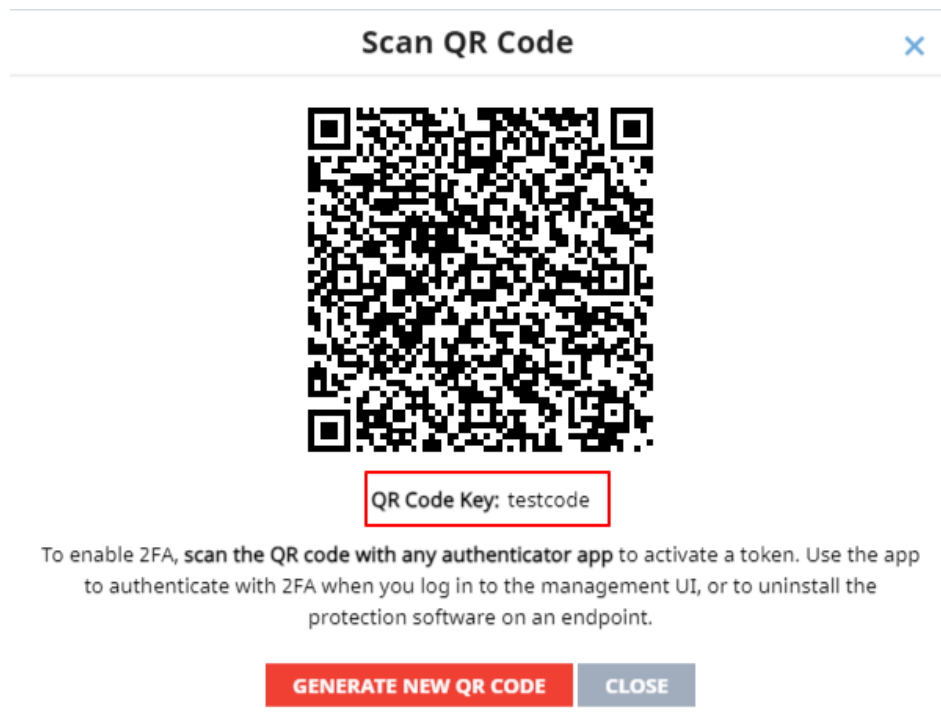 Scan QR Code
QR Code Key: testcode
To enable 2FA, scan the QR code with any authenticator app to activate a token. Use the app
to authenticate with 2FA when you log in to the management UI, or to uninstall the
protection software on an endpoint.
GENERATE NEW QR CODE
CLOSE